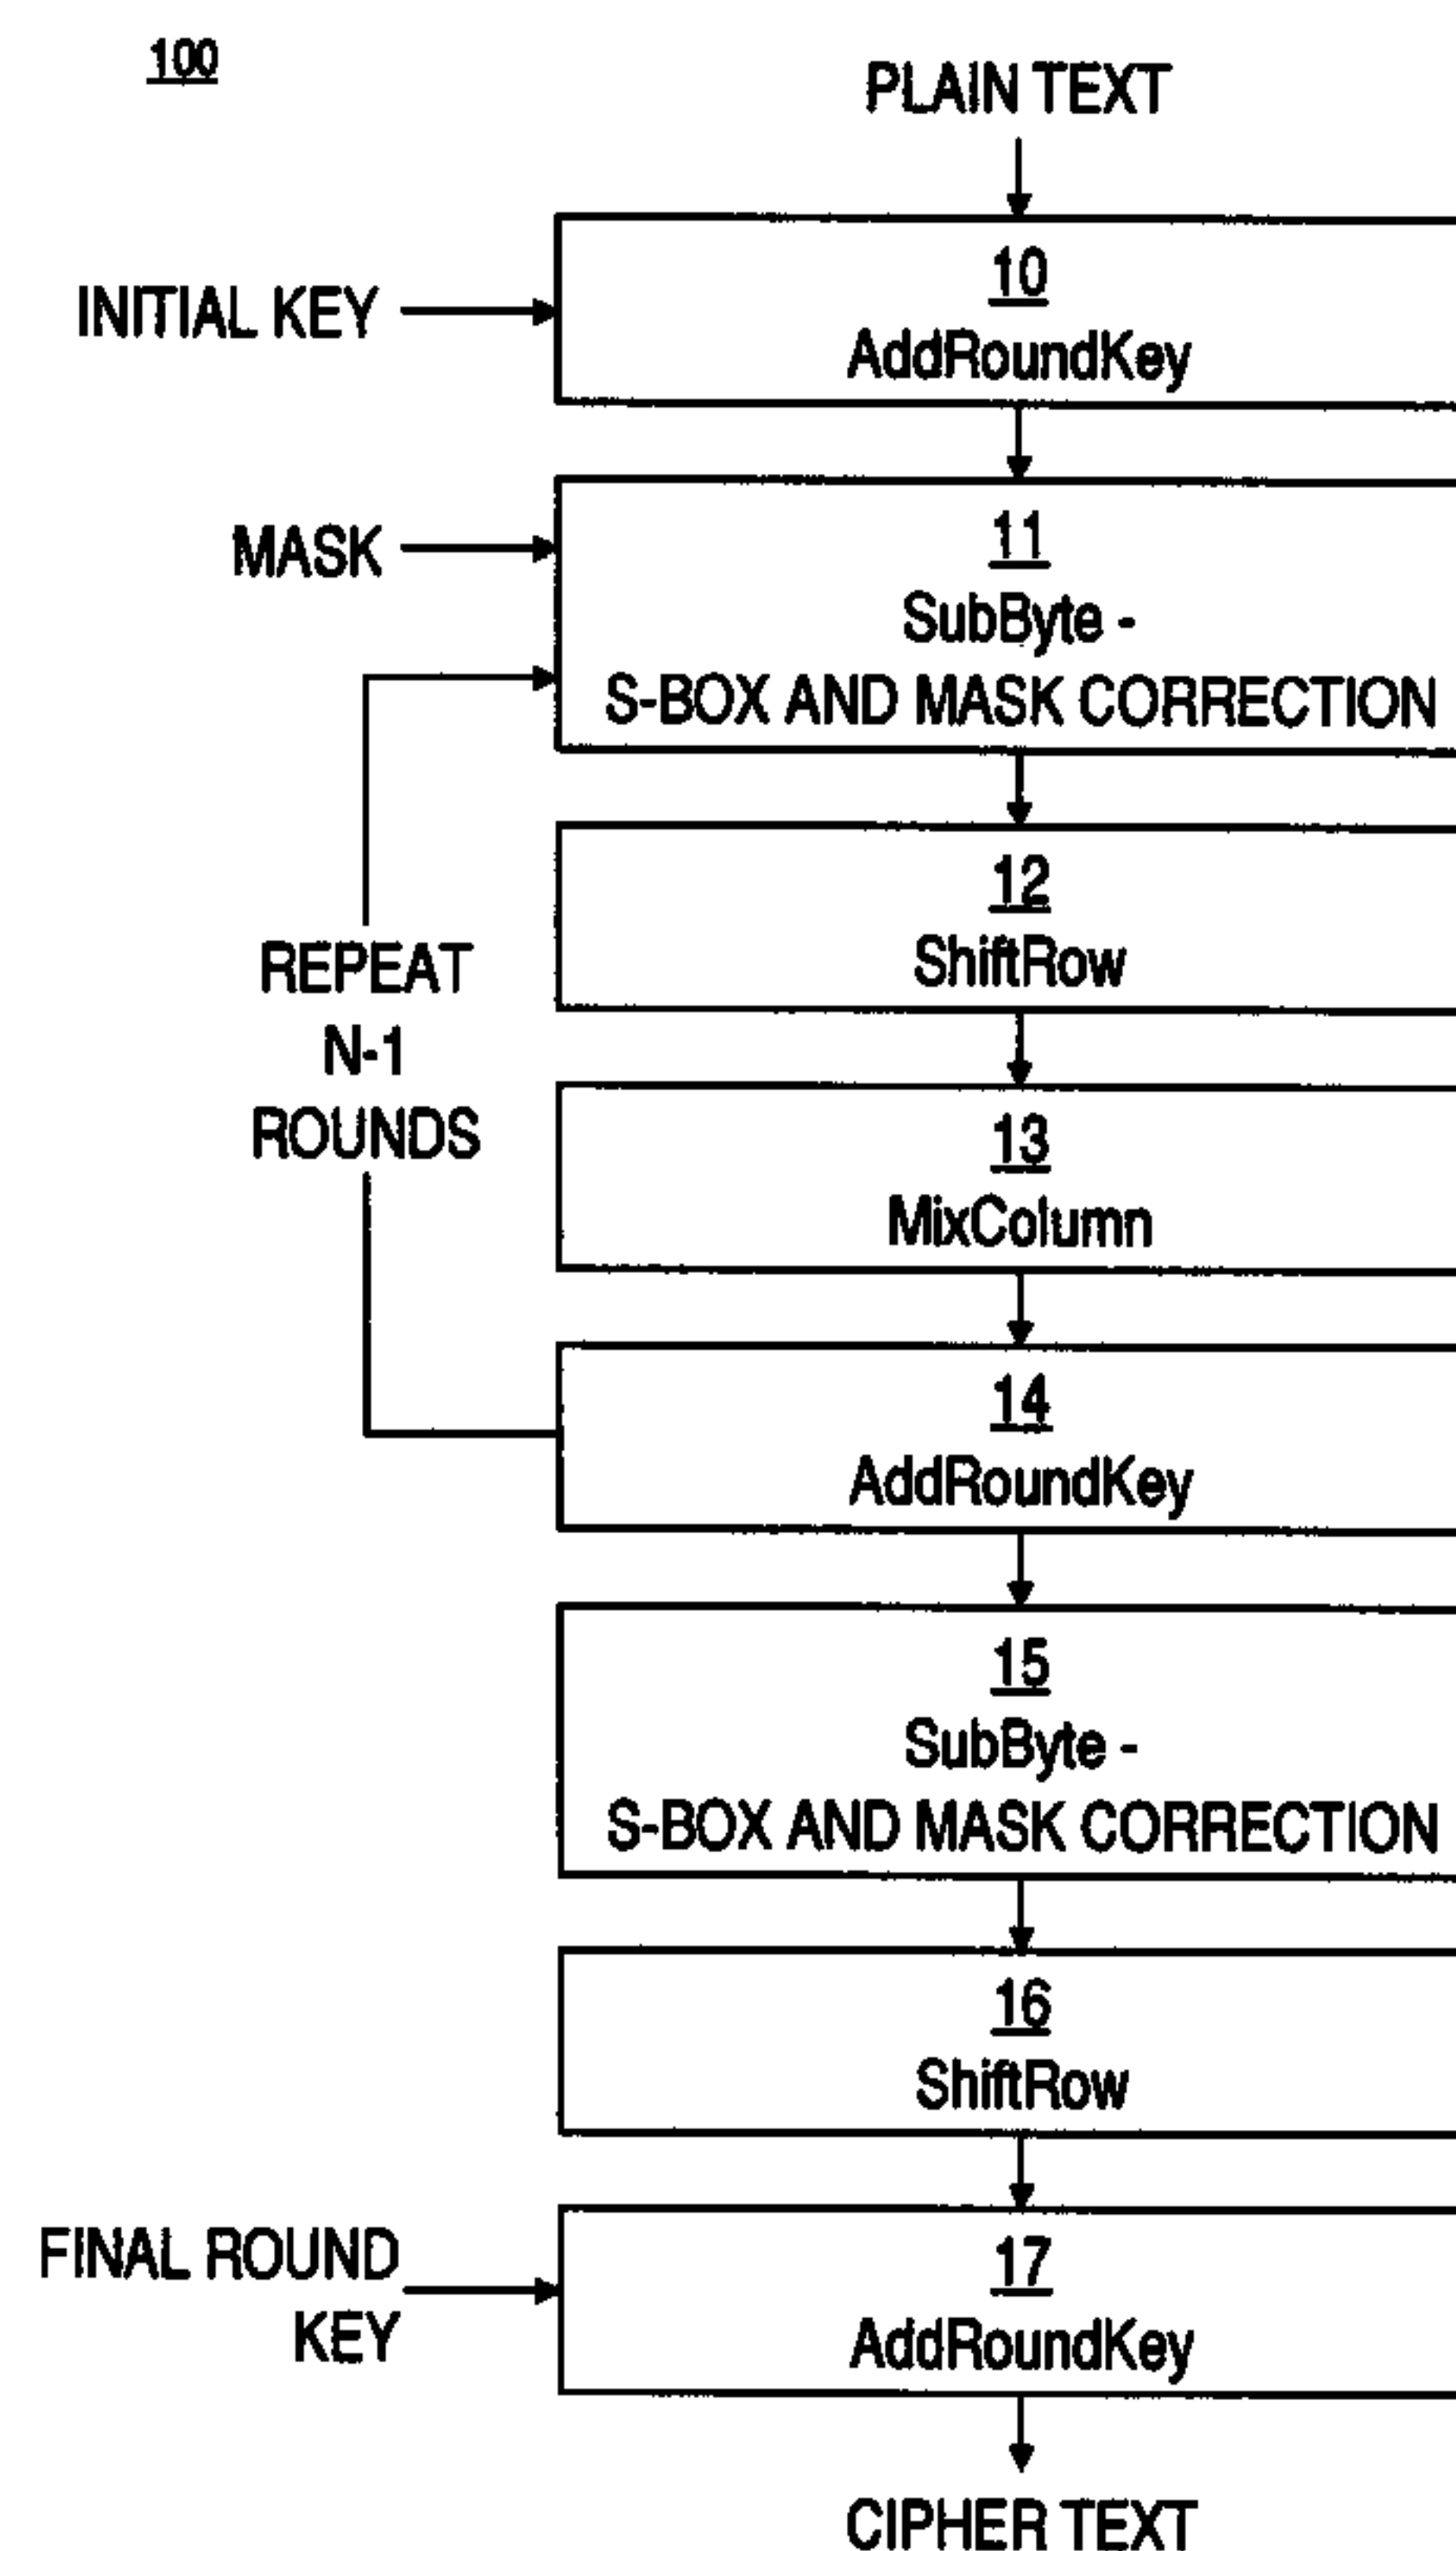 100
PLAIN TEXT
INITIAL KEY
10
AddRoundKey
MASK
11
SubByte -
S-BOX AND MASK CORRECTION
12
ShiftRow
REPEAT
N-1
ROUNDS
13
MixColumn
14
AddRoundKey
15
SubByte -
S-BOX AND MASK CORRECTION
16
ShiftRow
FINAL ROUND
KEY
17
AddRoundKey
CIPHER TEXT